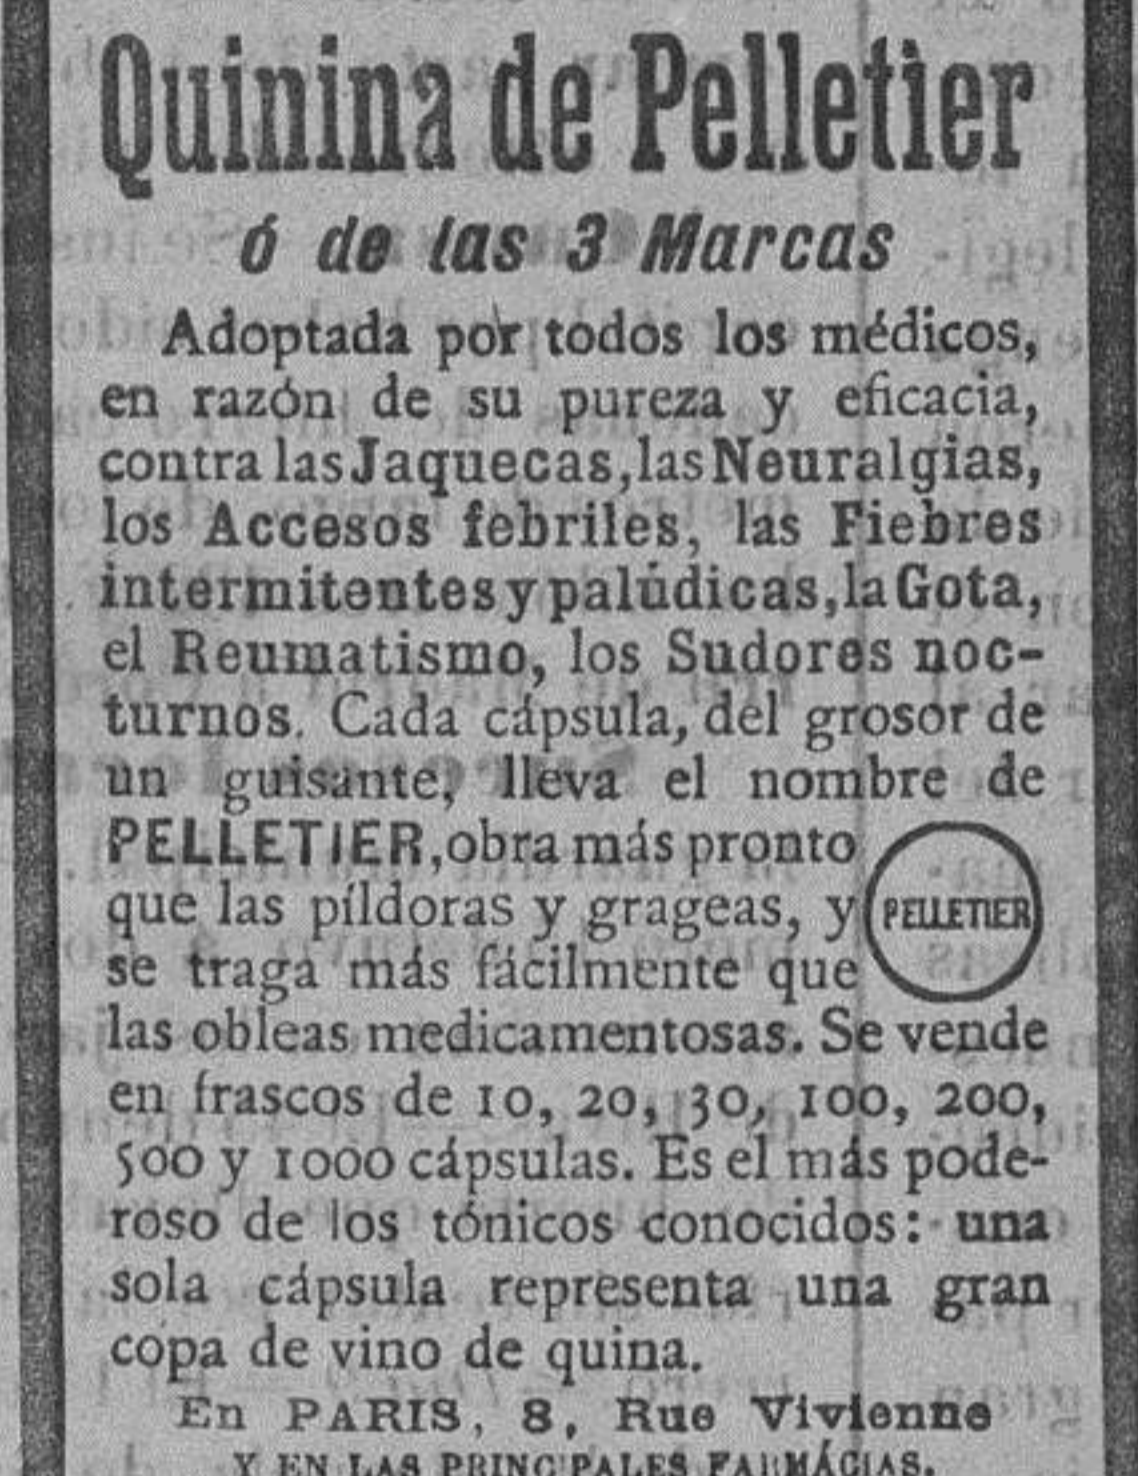 Quinina de Pelletier
ó de las 3 Marcas
Adoptada por todos los médicos,
en razón de su pureza y eficacia,
contra las Jaquecas, las Neuralgias,
los Accesos febriles, las Fiebres
intermitentes y palúdicas, la Gota,
el Reumatismo, los Sudores noc-
turnos. Cada cápsula, del grosor de
un guisante, lleva el nombre de
PELLETIER, obra más pronto
que las píldoras y grageas, y
PELLETIER
se traga más fácilmente que
las obleas medicamentosas. Se vende
en frascos de 10, 20, 30, 100, 200,
500 y 1000 cápsulas. Es el más pode-
roso de los tónicos conocidos: una
sola cápsula representa una gran
copa de vino de quina.
En PARIS, 8, Rue Vivienne
Y EN LAS PRINCIPALES FARMÁCIAS.